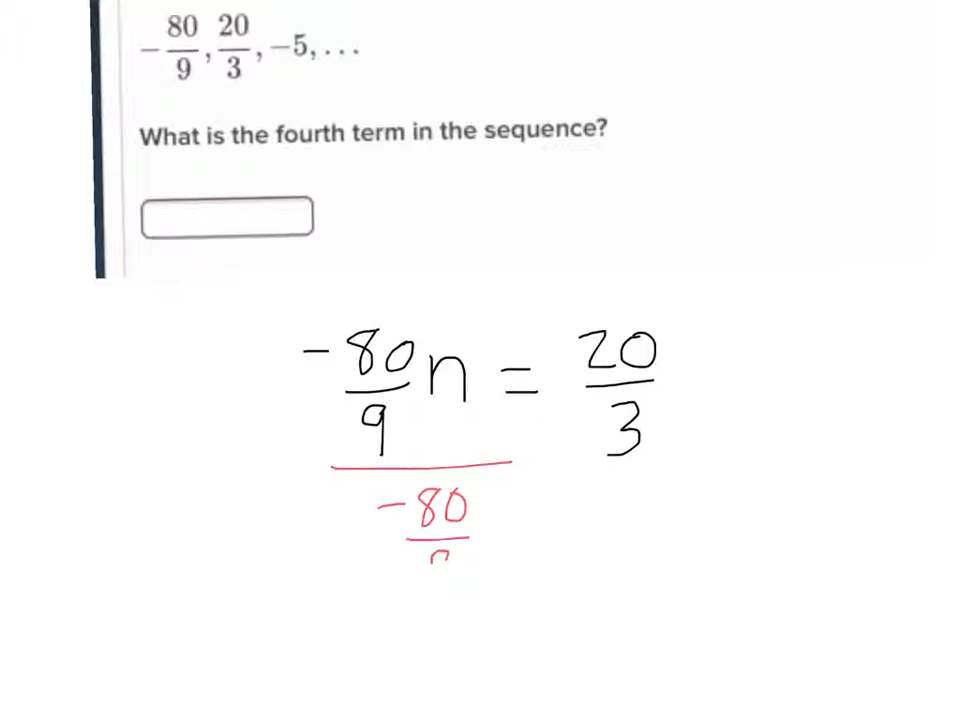 -80/9, 20/3, -5, ...
What is the fourth term in the sequence?
-80/9 n = 20/3
-80